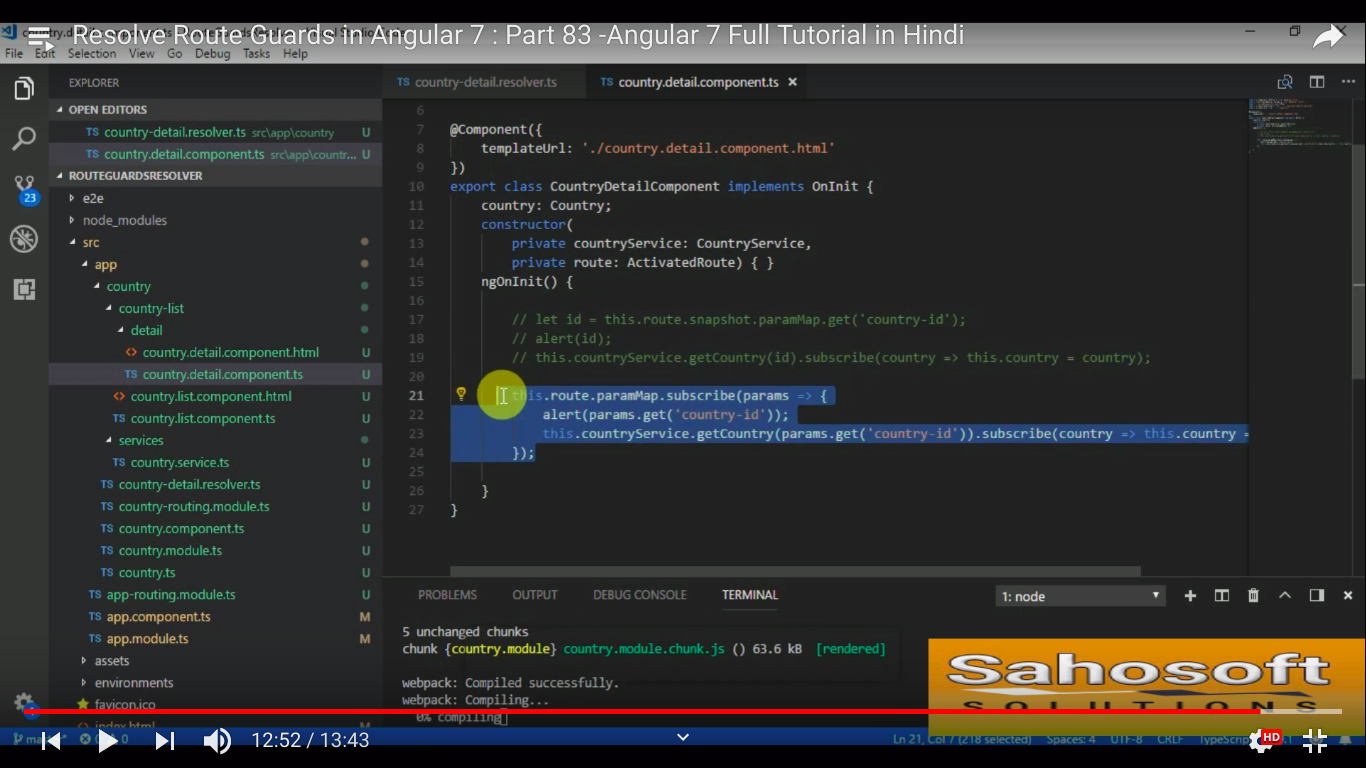 Resolve Route Guards in Angular 7 : Part 83 -Angular 7 Full Tutorial in Hindi
File Edit Selection View Go Debug Tasks Help
EXPLORER
OPEN EDITORS
TS country-detail.resolver.ts src\app\country U
TS country.detail.component.ts src\app\countr... U
ROUTEGUARDSRESOLVER
e2e
node_modules
src
app
country
country-list
detail
<> country.detail.component.html U
TS country.detail.component.ts U
<> country.list.component.html U
TS country.list.component.ts U
services
TS country.service.ts U
TS country-detail.resolver.ts U
TS country-routing.module.ts U
TS country.component.ts U
TS country.module.ts U
TS country.ts U
TS app-routing.module.ts U
TS app.component.ts M
TS app.module.ts M
assets
environments
favicon.ico
index.html M
23
TS country-detail.resolver.ts TS country.detail.component.ts ×
6
7 @Component({
8 templateUrl: './country.detail.component.html'
9 })
10 export class CountryDetailComponent implements OnInit {
11 country: Country;
12 constructor(
13 private countryService: CountryService,
14 private route: ActivatedRoute) { }
15 ngOnInit() {
16
17 // let id = this.route.snapshot.paramMap.get('country-id');
18 // alert(id);
19 // this.countryService.getCountry(id).subscribe(country => this.country = country);
20
21 this.route.paramMap.subscribe(params => {
22 alert(params.get('country-id'));
23 this.countryService.getCountry(params.get('country-id')).subscribe(country => this.country =
24 });
25
26 }
27 }
PROBLEMS OUTPUT DEBUG CONSOLE TERMINAL 1: node
5 unchanged chunks
chunk {country.module} country.module.chunk.js () 63.6 kB [rendered]
webpack: Compiled successfully.
webpack: Compiling...
0% compiling
Sahosoft
SOLUTIONS
12:52 / 13:43
Ln 21, Col 7 (218 selected) Spaces: 4 UTF-8 CRLF
HD